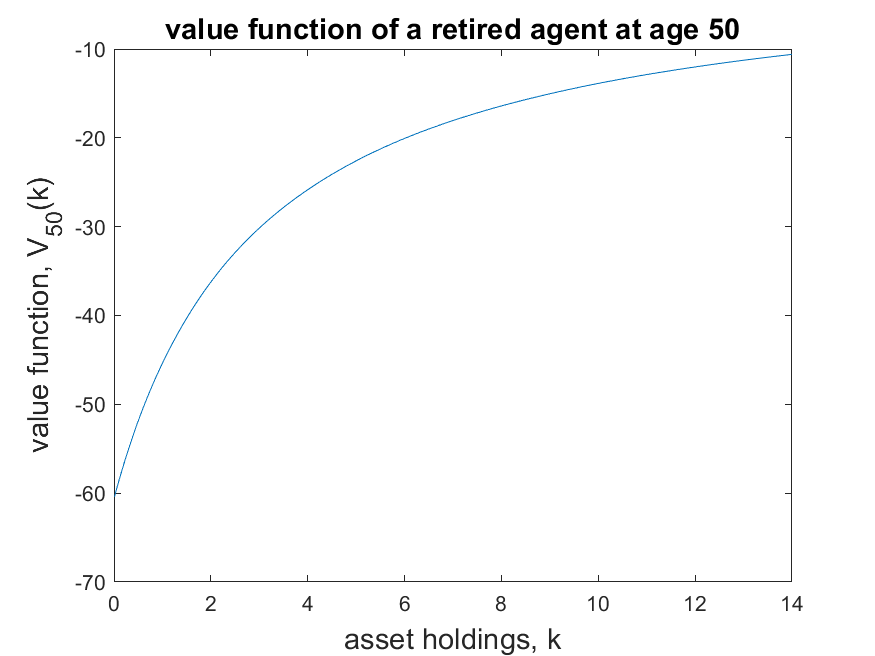 value function of a retired agent at age 50
-10
-20
-30
-40
-50
-60
-70
value function, V50(k)
0 2 4 6 8 10 12 14
asset holdings, k